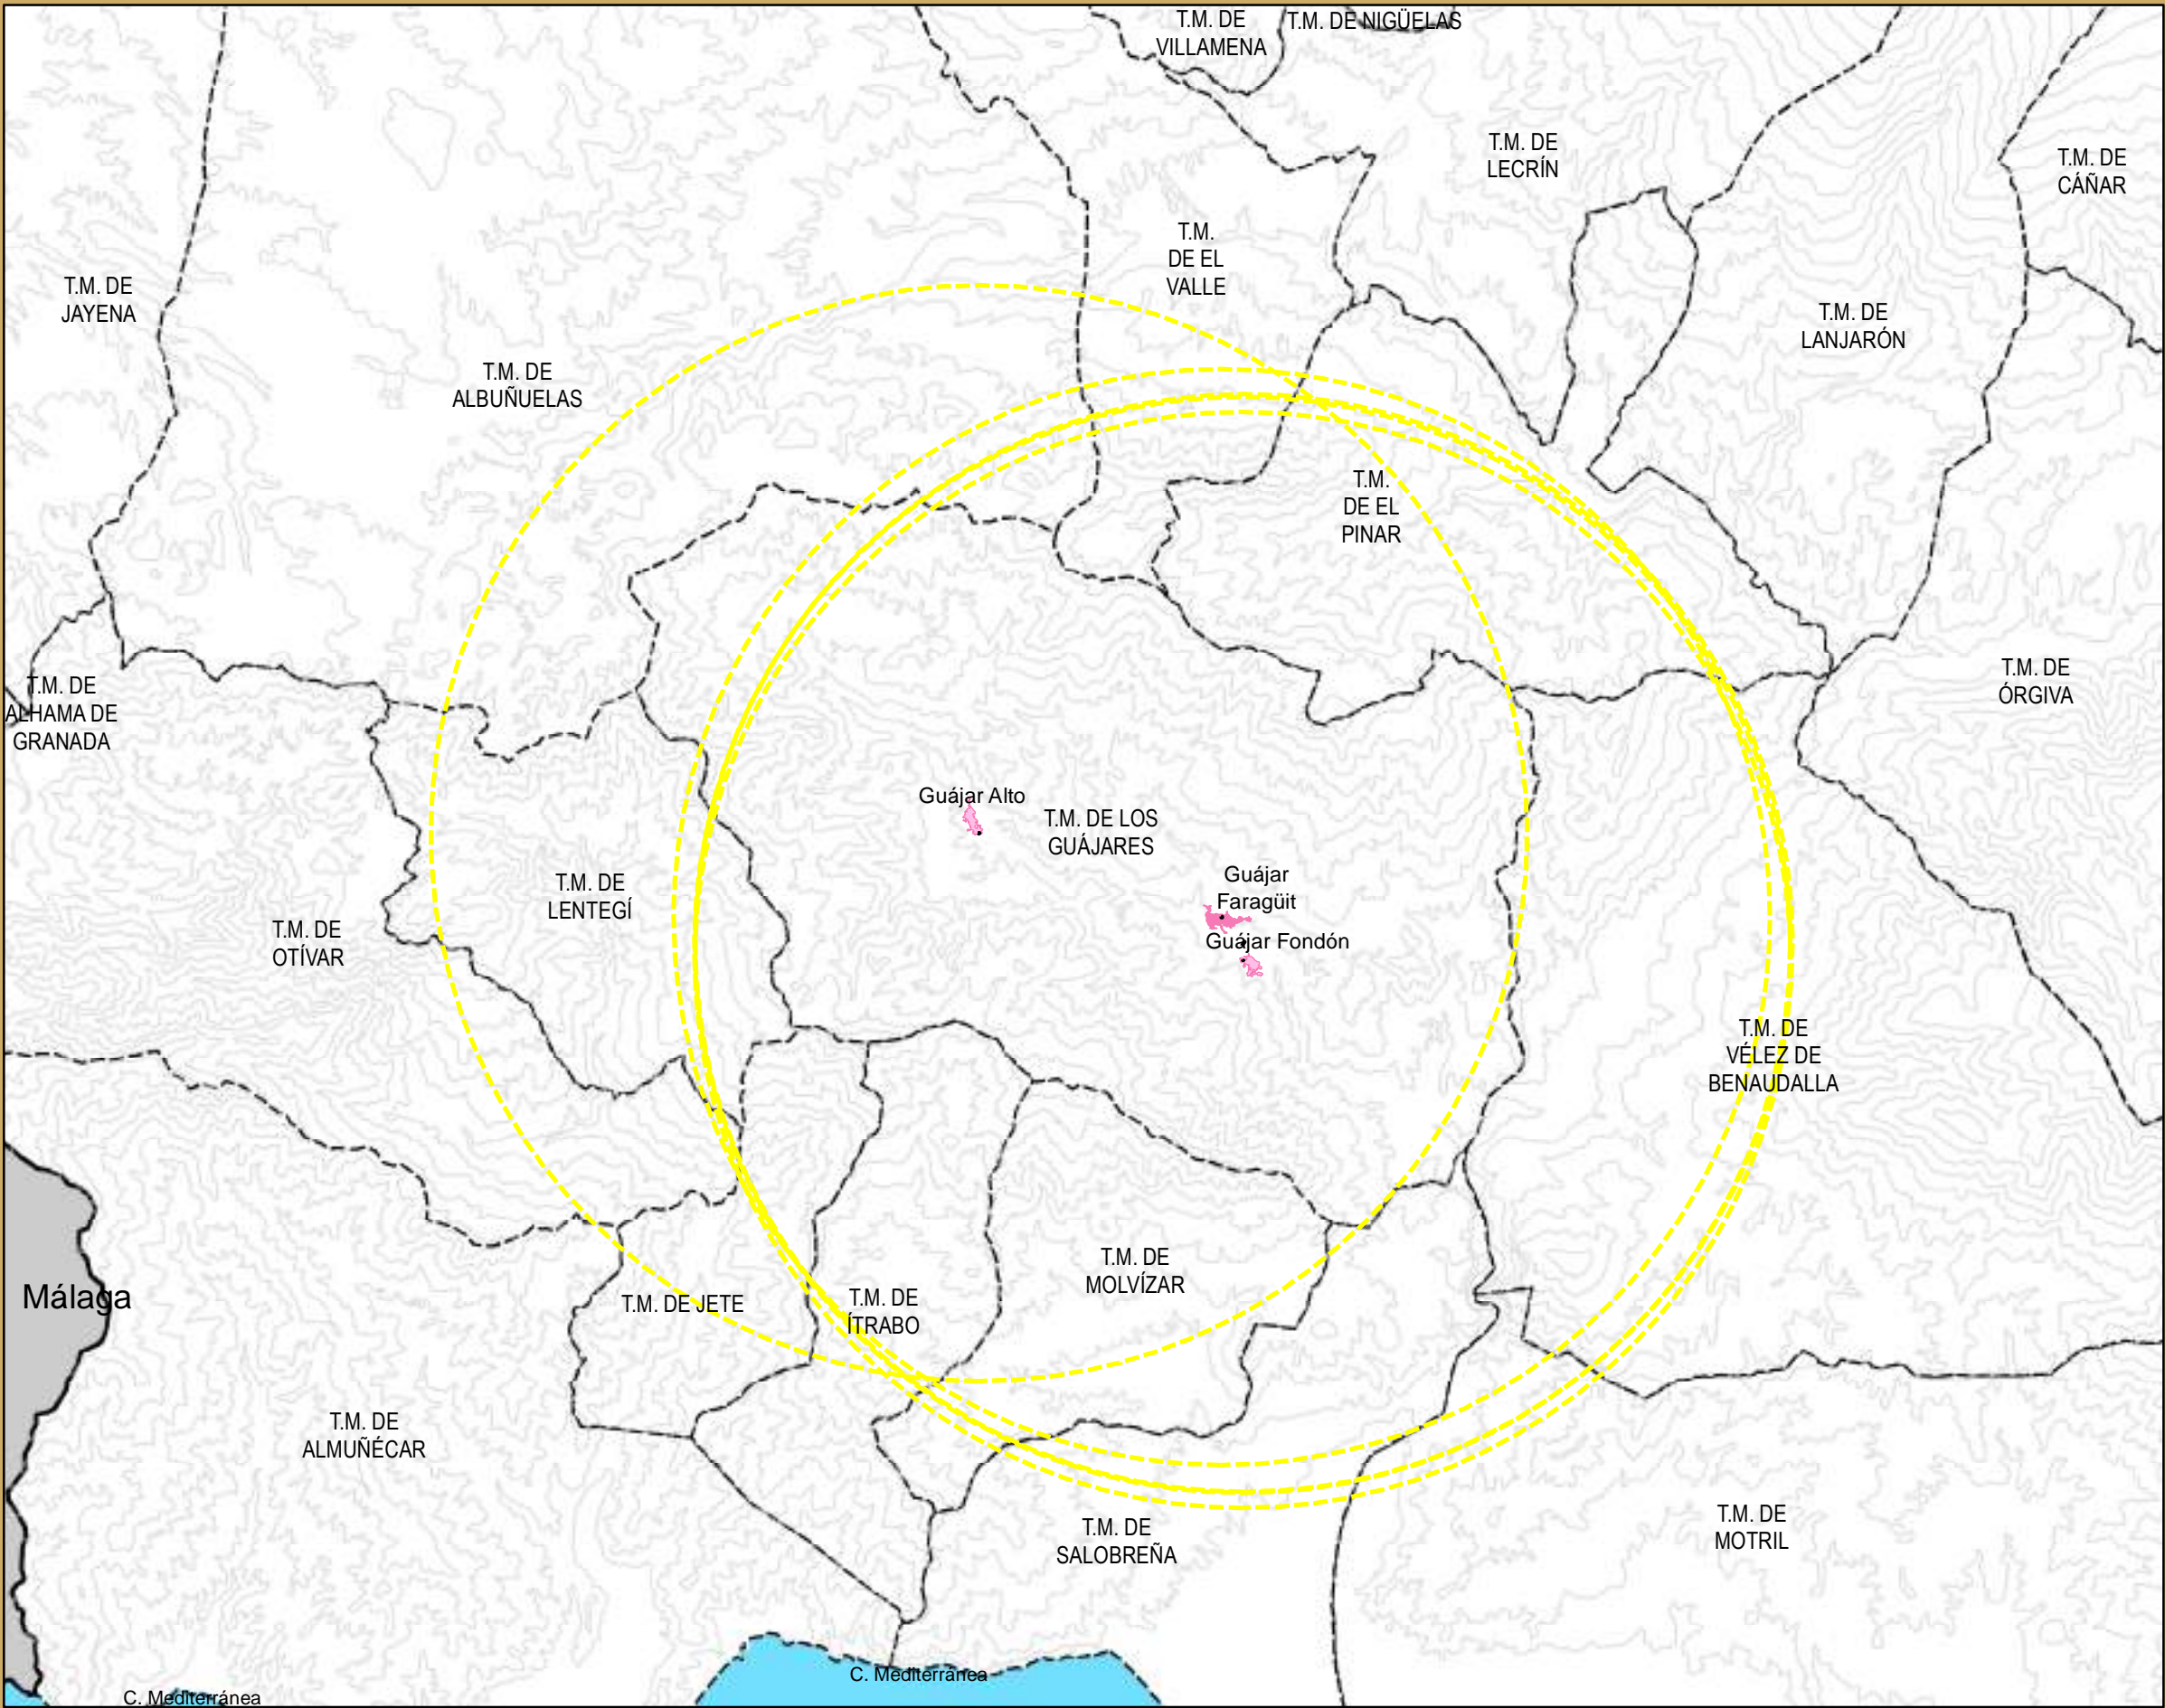 T.M. DE
VILLAMENA
T.M. DE NIGÜELAS
T.M. DE
LECRÍN
T.M. DE
CÁÑAR
T.M.
DE EL
VALLE
T.M. DE
JAYENA
T.M. DE
LANJARÓN
T.M. DE
ALBUÑUELAS
T.M.
DE EL
PINAR
T.M. DE
ALHAMA DE
GRANADA
T.M. DE
ÓRGIVA
Guájar Alto
T.M. DE LOS
GUÁJARES
T.M. DE
LENTEGÍ
Guájar
Faragüit
T.M. DE
OTÍVAR
Guájar Fondón
T.M. DE
VÉLEZ DE
BENAUDALLA
T.M. DE
MOLVÍZAR
Málaga
T.M. DE JETE
T.M. DE
ÍTRABO
T.M. DE
ALMUÑÉCAR
T.M. DE
SALOBREÑA
T.M. DE
MOTRIL
C. Mediterránea
C. Mediterránea